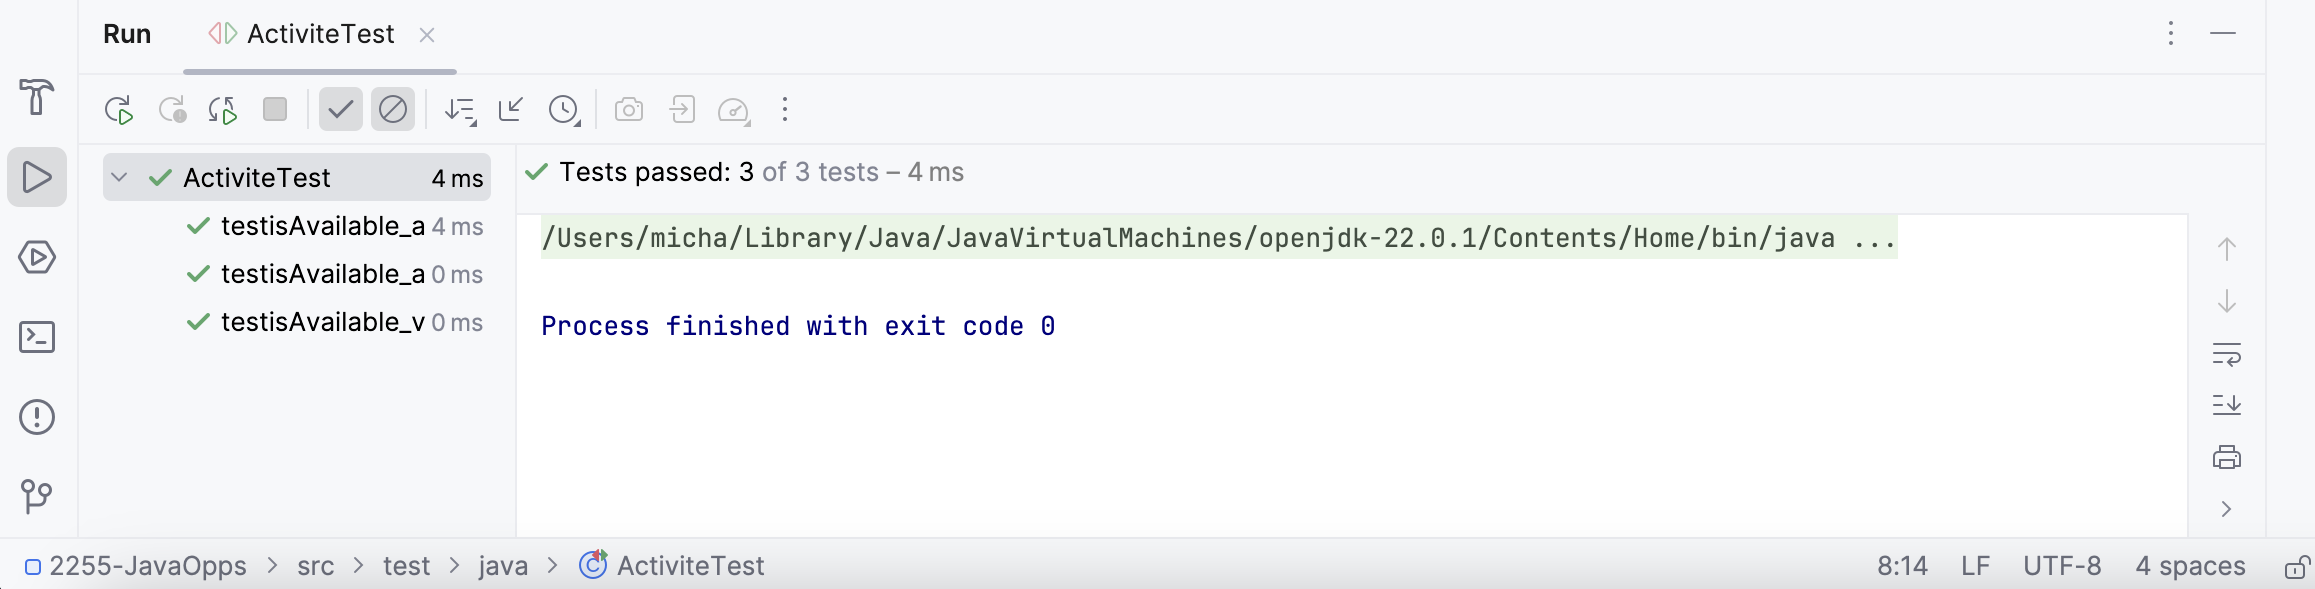 Run ActiviteTest
ActiviteTest 4 ms
testisAvailable_a 4 ms
testisAvailable_a 0 ms
testisAvailable_v 0 ms
Tests passed: 3 of 3 tests – 4 ms
/Users/micha/Library/Java/JavaVirtualMachines/openjdk-22.0.1/Contents/Home/bin/java ...
Process finished with exit code 0
2255-JavaOpps > src > test > java > ActiviteTest
8:14 LF UTF-8 4 spaces